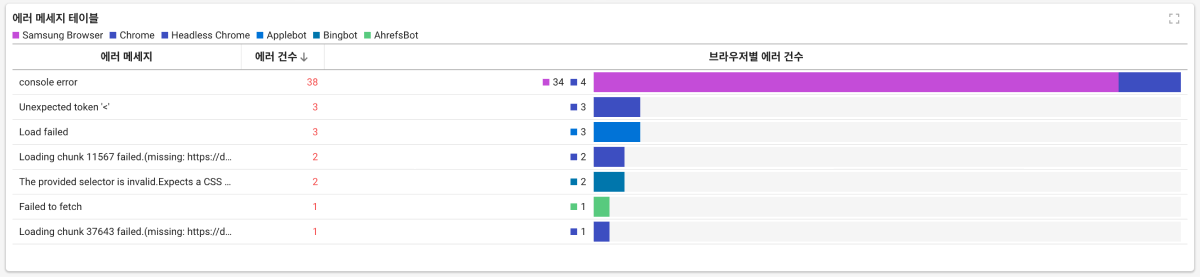 에러 메세지 테이블
Samsung Browser Chrome Headless Chrome Applebot Bingbot AhrefsBot
에러 메세지 에러 건수 브라우저별 에러 건수
console error 38 34 4
Unexpected token '<' 3 3
Load failed 3 3
Loading chunk 11567 failed.(missing: https://d... 2 2
The provided selector is invalid.Expects a CSS ... 2 2
Failed to fetch 1 1
Loading chunk 37643 failed.(missing: https://d... 1 1